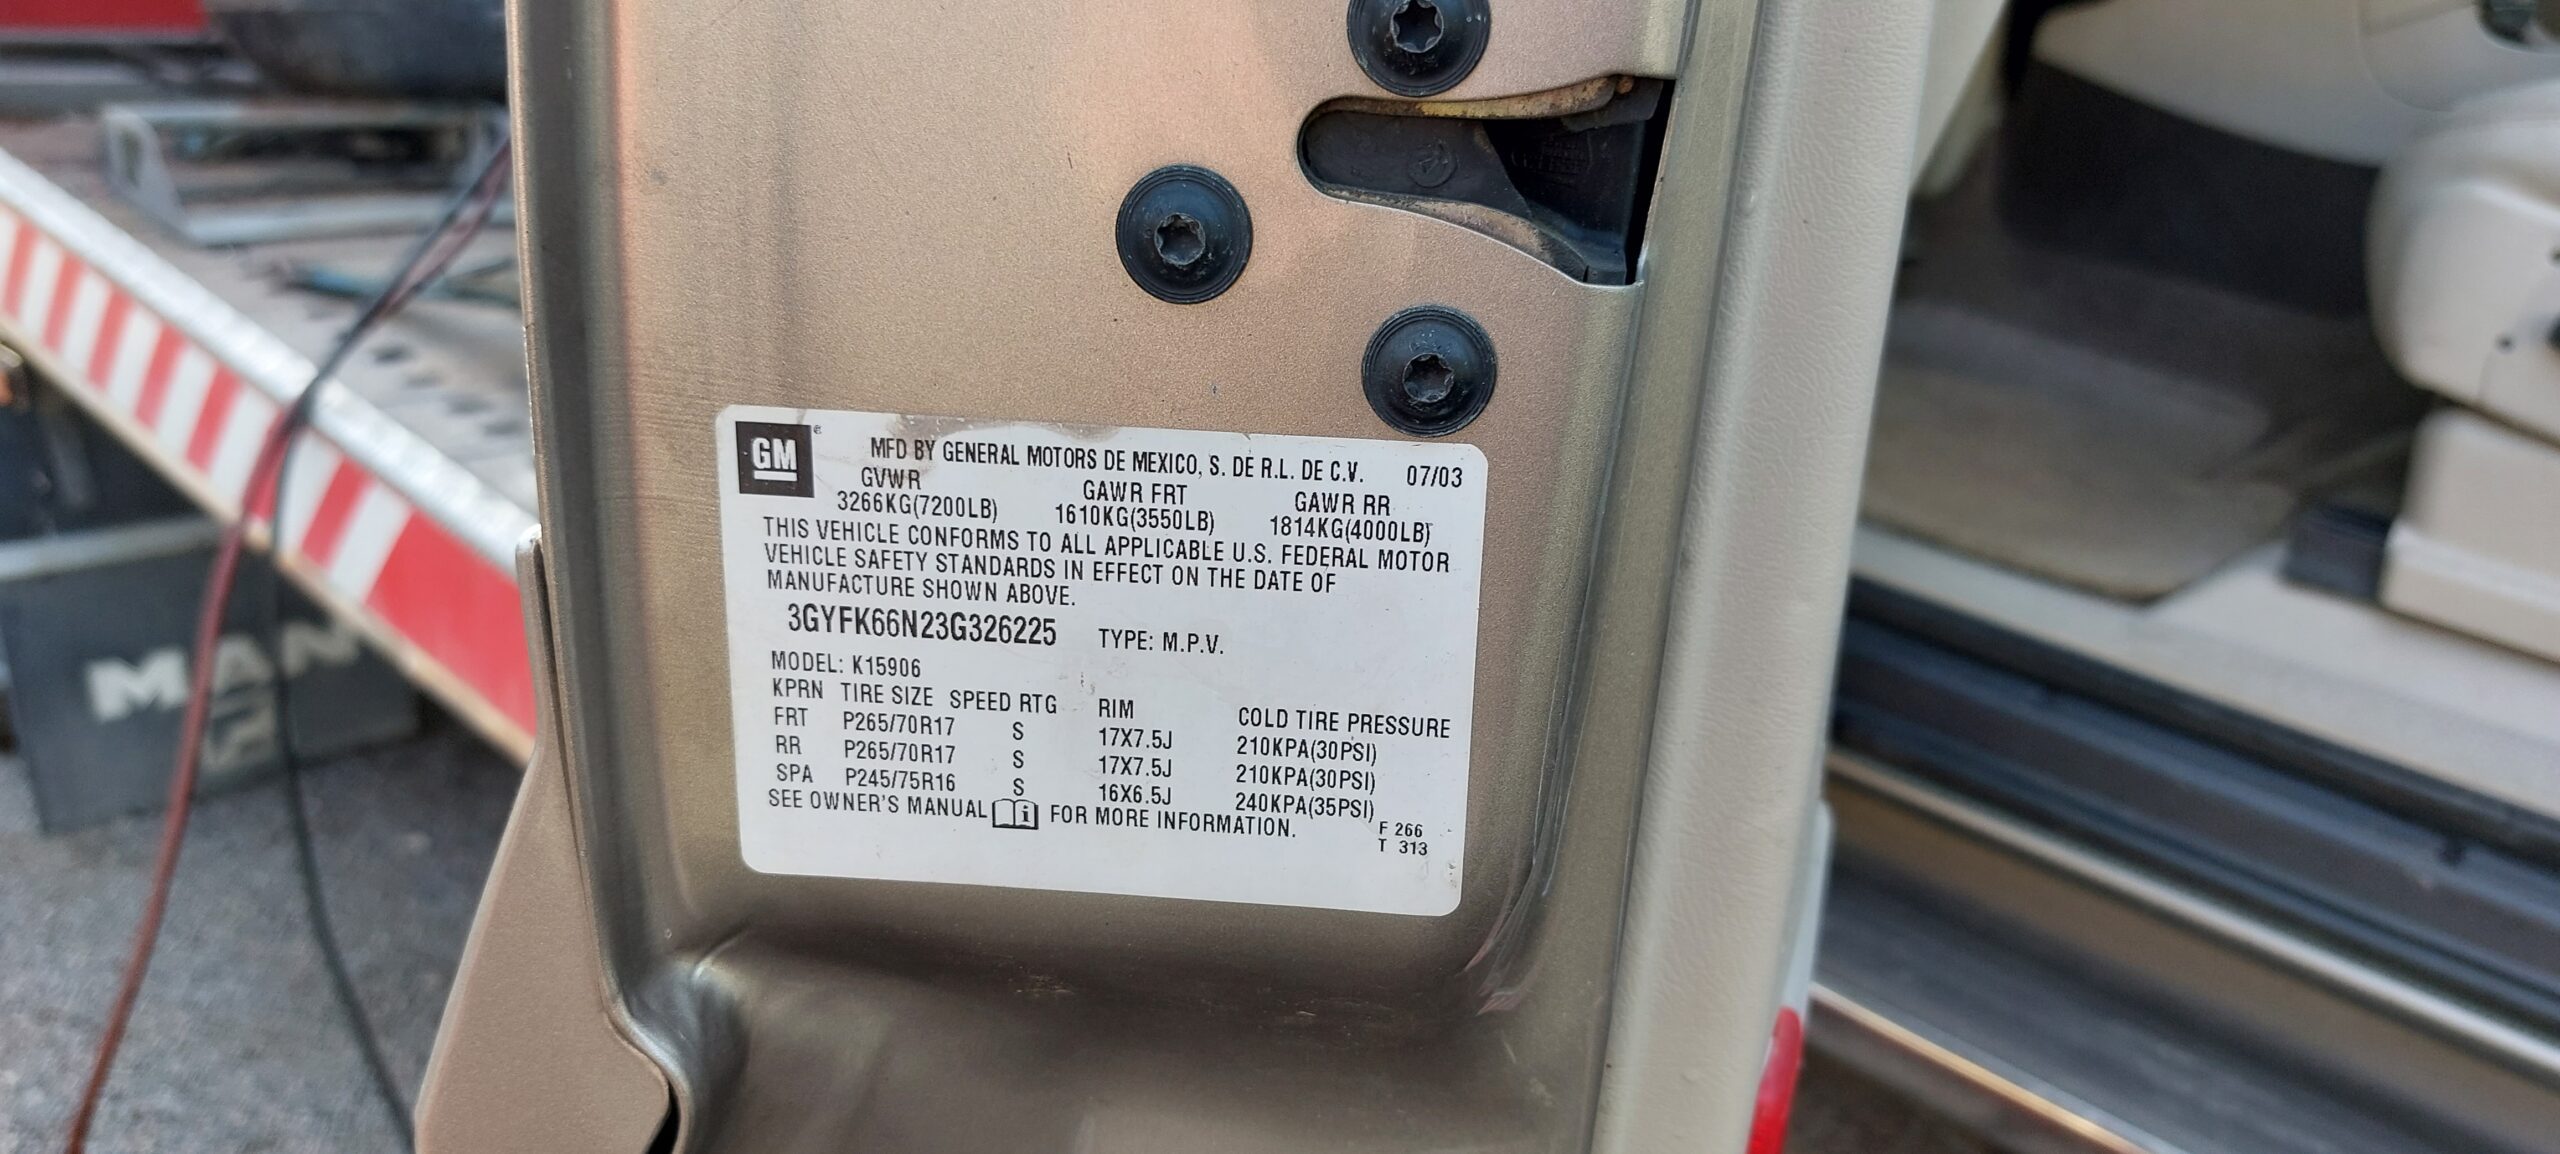 GM
MFD BY GENERAL MOTORS DE MEXICO, S. DE R.L. DE C.V. 07/03
GVWR GAWR FRT GAWR RR
3266KG(7200LB) 1610KG(3550LB) 1814KG(4000LB)
THIS VEHICLE CONFORMS TO ALL APPLICABLE U.S. FEDERAL MOTOR
VEHICLE SAFETY STANDARDS IN EFFECT ON THE DATE OF
MANUFACTURE SHOWN ABOVE.
3GYFK66N23G326225 TYPE: M.P.V.
MODEL: K15906
KPRN TIRE SIZE SPEED RTG RIM COLD TIRE PRESSURE
FRT P265/70R17 S 17X7.5J 210KPA(30PSI)
RR P265/70R17 S 17X7.5J 210KPA(30PSI)
SPA P245/75R16 S 16X6.5J 240KPA(35PSI)
SEE OWNER'S MANUAL i FOR MORE INFORMATION.
F 266
T 313
MAN